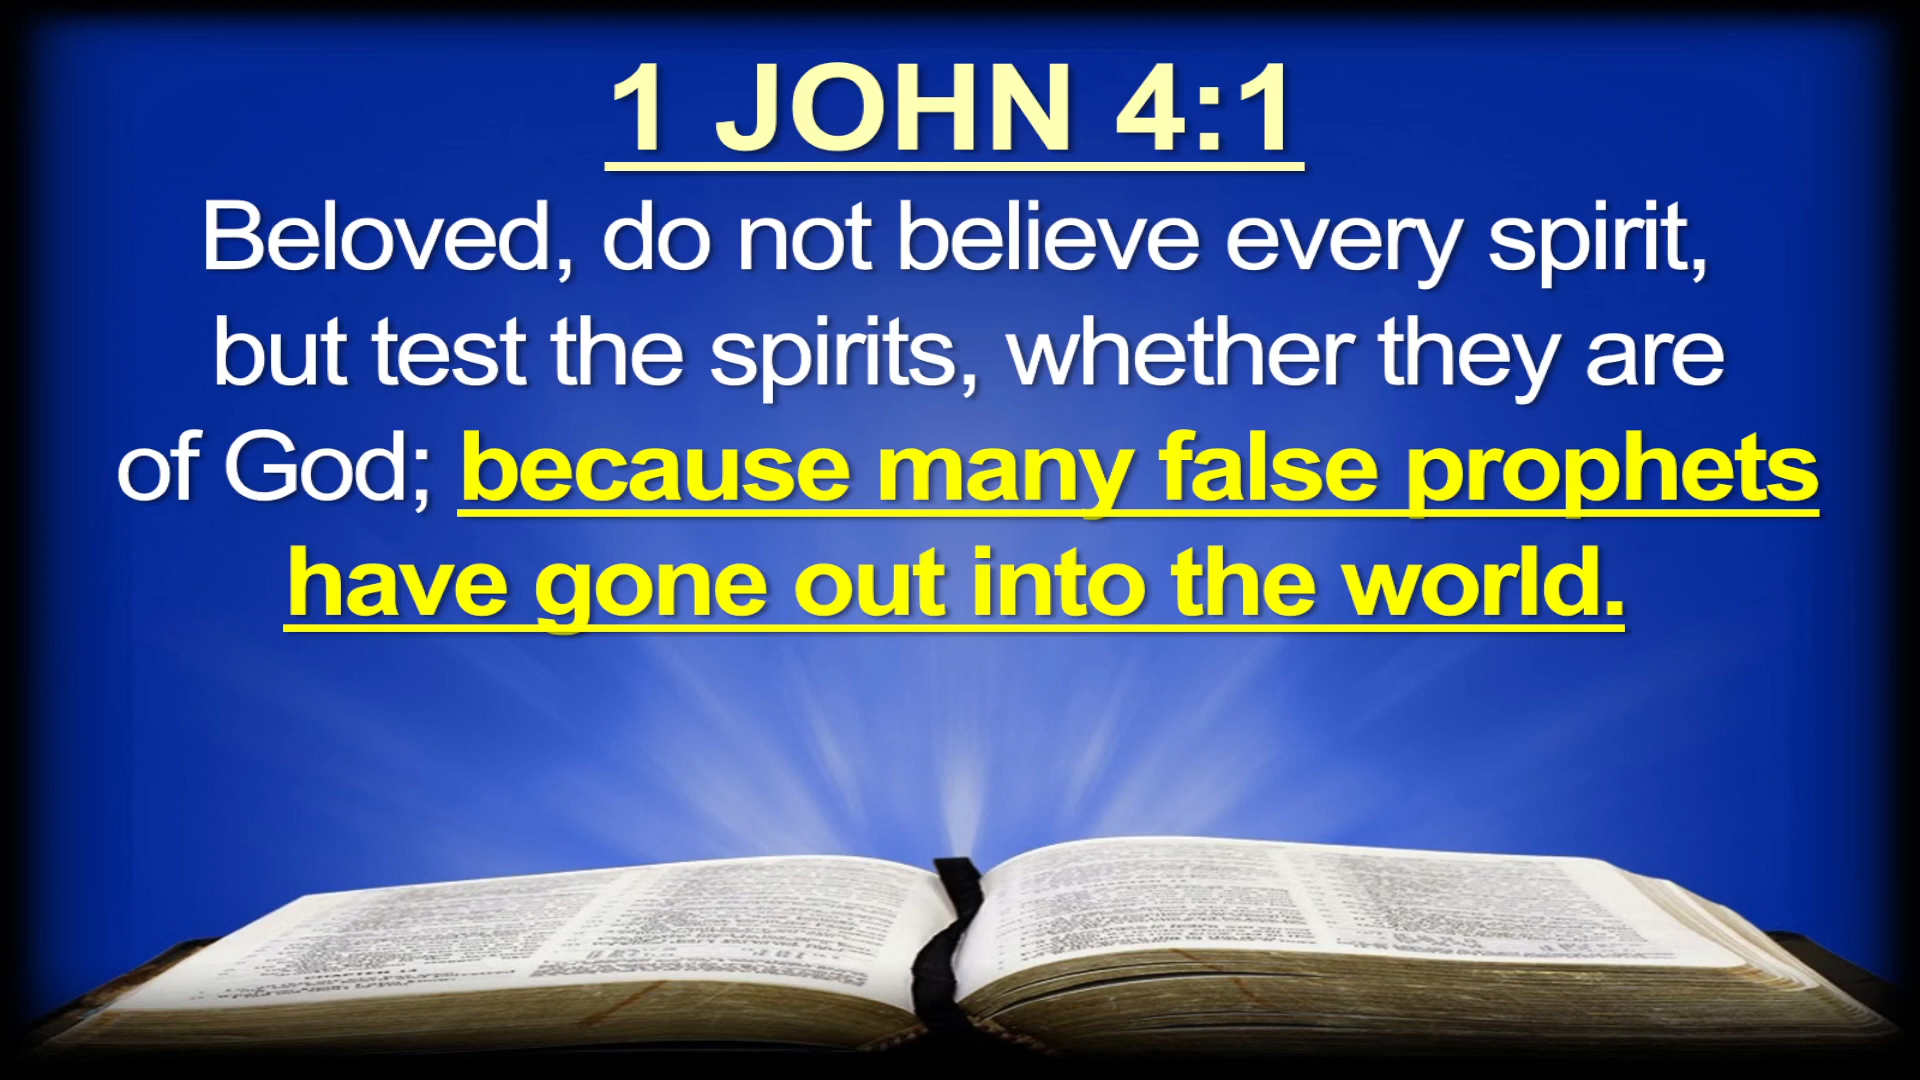 1 JOHN 4:1
Beloved, do not believe every spirit,
but test the spirits, whether they are
of God; because many false prophets
have gone out into the world.